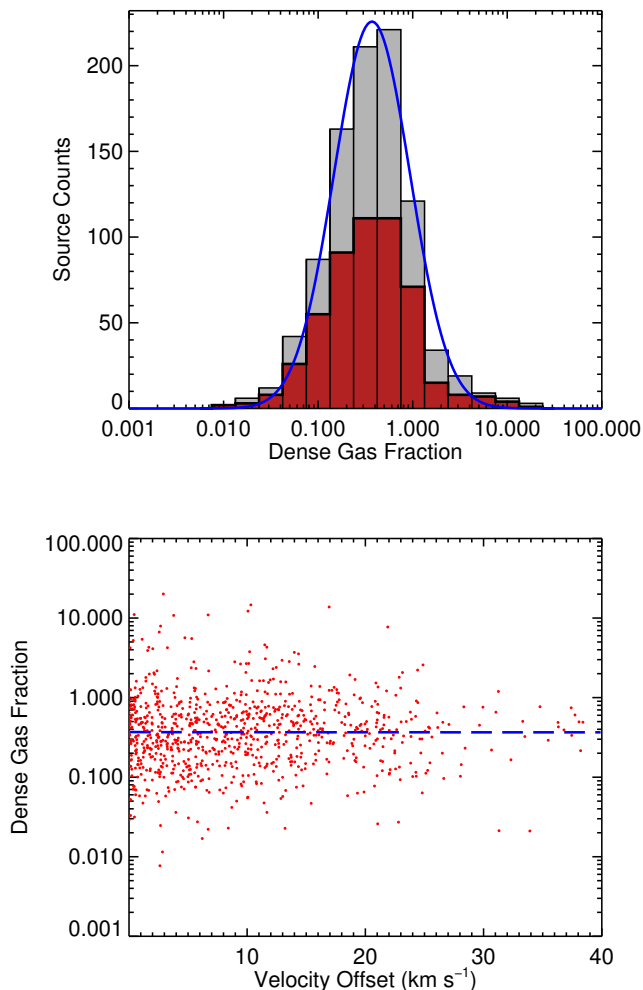 200
150
100
50
0
Source Counts
0.001 0.010 0.100 1.000 10.000 100.000
Dense Gas Fraction
100.000
10.000
1.000
0.100
0.010
0.001
Dense Gas Fraction
10 20 30 40
Velocity Offset (km s⁻¹)